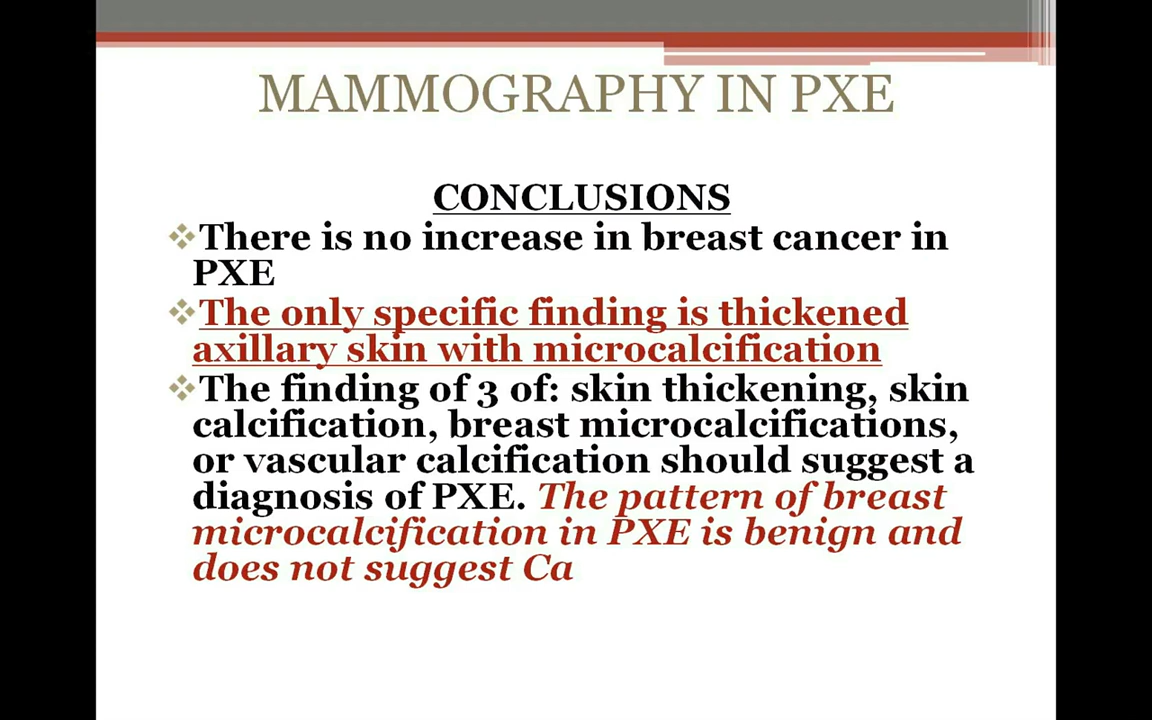 MAMMOGRAPHY IN PXE
CONCLUSIONS
There is no increase in breast cancer in
PXE
The only specific finding is thickened
axillary skin with microcalcification
The finding of 3 of: skin thickening, skin
calcification, breast microcalcifications,
or vascular calcification should suggest a
diagnosis of PXE. The pattern of breast
microcalcification in PXE is benign and
does not suggest Ca